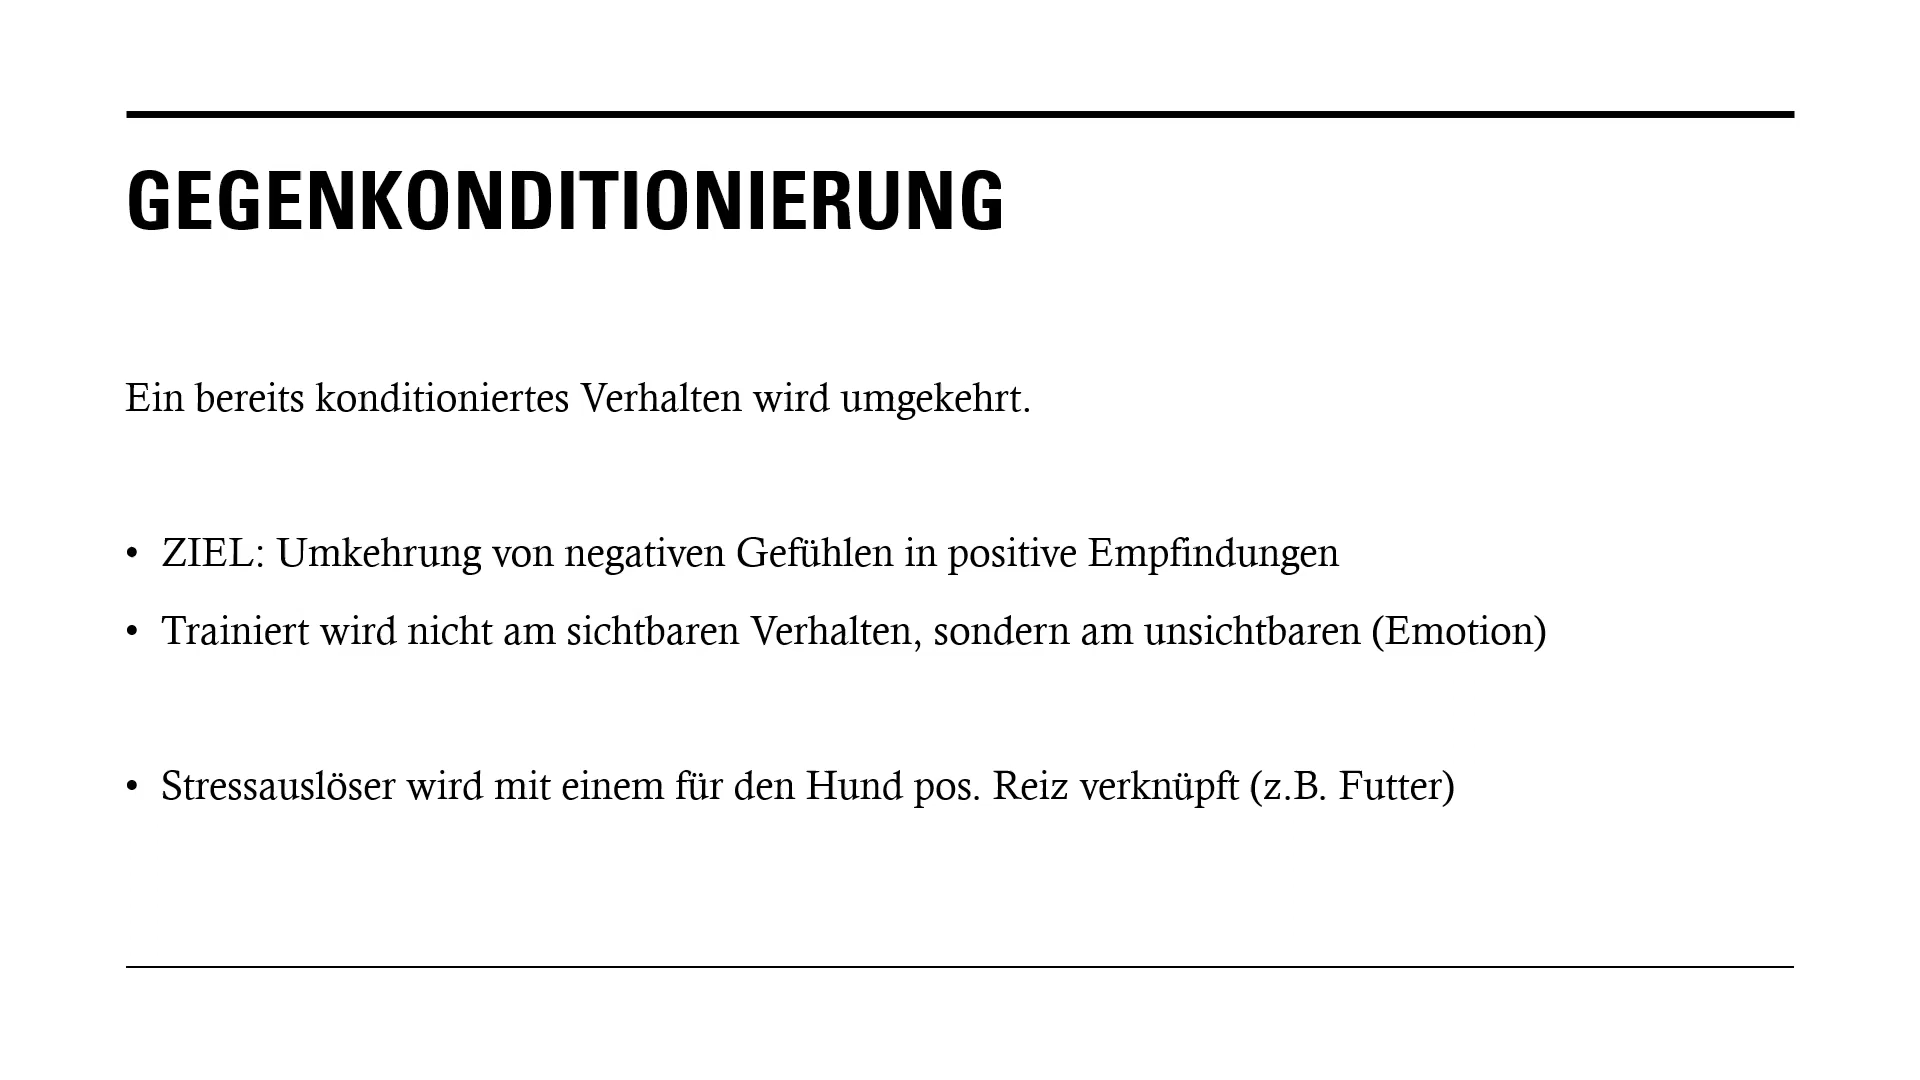 GEGENKONDITIONIERUNG
Ein bereits konditioniertes Verhalten wird umgekehrt.
• ZIEL: Umkehrung von negativen Gefühlen in positive Empfindungen
• Trainiert wird nicht am sichtbaren Verhalten, sondern am unsichtbaren (Emotion)
• Stressauslöser wird mit einem für den Hund pos. Reiz verknüpft (z.B. Futter)